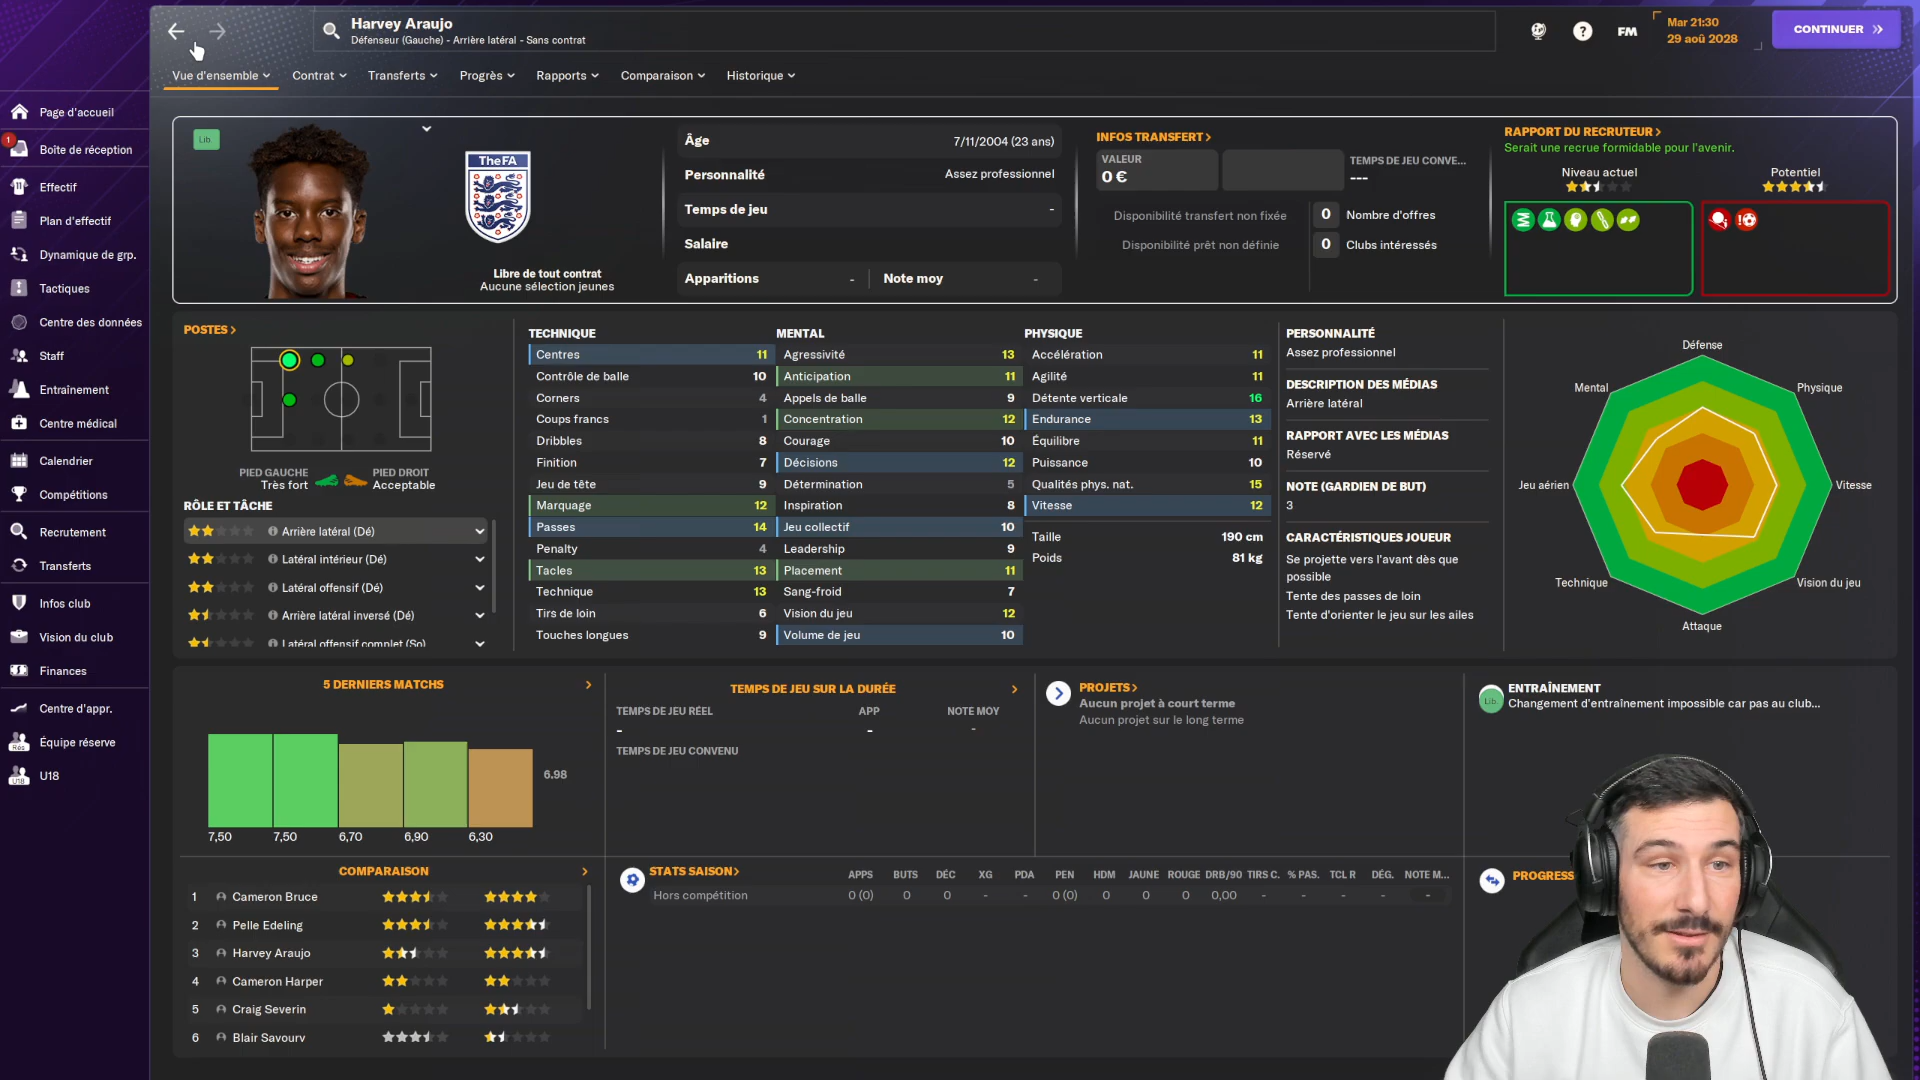 Harvey Araujo
Défenseur (Gauche) - Arrière latéral - Sans contrat
FM
Mar 21:30
29 aoû 2028
CONTINUER
Vue d'ensemble
Contrat
Transferts
Progrès
Rapports
Comparaison
Historique
Page d'accueil
1
Boîte de réception
Effectif
Plan d'effectif
Dynamique de grp.
Tactiques
Centre des données
Staff
Entraînement
Centre médical
Calendrier
Compétitions
Recrutement
Transferts
Infos club
Vision du club
Finances
Centre d'appr.
Équipe réserve
U18
Lib.
TheFA
Libre de tout contrat
Aucune sélection jeunes
Âge 7/11/2004 (23 ans)
Personnalité Assez professionnel
Temps de jeu -
Salaire
Apparitions - Note moy -
INFOS TRANSFERT >
VALEUR
0 €
TEMPS DE JEU CONVE...
---
Disponibilité transfert non fixée
Disponibilité prêt non définie
0 Nombre d'offres
0 Clubs intéressés
RAPPORT DU RECRUTEUR >
Serait une recrue formidable pour l'avenir.
Niveau actuel
Potentiel
POSTES >
PIED GAUCHE
Très fort
PIED DROIT
Acceptable
RÔLE ET TÂCHE
Arrière latéral (Dé)
Latéral intérieur (Dé)
Latéral offensif (Dé)
Arrière latéral inversé (Dé)
Latéral offensif complet (So)
TECHNIQUE
Centres 11
Contrôle de balle 10
Corners 4
Coups francs 1
Dribbles 8
Finition 7
Jeu de tête 9
Marquage 12
Passes 14
Penalty 4
Tacles 13
Technique 13
Tirs de loin 6
Touches longues 9
MENTAL
Agressivité 13
Anticipation 11
Appels de balle 9
Concentration 12
Courage 10
Décisions 12
Détermination 5
Inspiration 8
Jeu collectif 10
Leadership 9
Placement 11
Sang-froid 7
Vision du jeu 12
Volume de jeu 10
PHYSIQUE
Accélération 11
Agilité 11
Détente verticale 16
Endurance 13
Équilibre 11
Puissance 10
Qualités phys. nat. 15
Vitesse 12
Taille 190 cm
Poids 81 kg
PERSONNALITÉ
Assez professionnel
DESCRIPTION DES MÉDIAS
Arrière latéral
RAPPORT AVEC LES MÉDIAS
Réservé
NOTE (GARDIEN DE BUT)
3
CARACTÉRISTIQUES JOUEUR
Se projette vers l'avant dès que
possible
Tente des passes de loin
Tente d'orienter le jeu sur les ailes
Défense
Mental
Physique
Jeu aérien
Vitesse
Technique
Vision du jeu
Attaque
5 DERNIERS MATCHS
6.98
7,50 7,50 6,70 6,90 6,30
TEMPS DE JEU SUR LA DURÉE
TEMPS DE JEU RÉEL APP NOTE MOY
- - -
TEMPS DE JEU CONVENU
PROJETS >
Aucun projet à court terme
Aucun projet sur le long terme
Lib.
ENTRAÎNEMENT
Changement d'entraînement impossible car pas au club...
COMPARAISON
1 Cameron Bruce
2 Pelle Edeling
3 Harvey Araujo
4 Cameron Harper
5 Craig Severin
6 Blair Savoury
STATS SAISON >
APPS BUTS DÉC XG PDA PEN HDM JAUNE ROUGE DRB/90 TIRS C. % PAS. TCL R DÉG. NOTE M...
Hors compétition 0 (0) 0 0 - - 0 (0) 0 0 0 0,00 - - - - -
PROGRESS